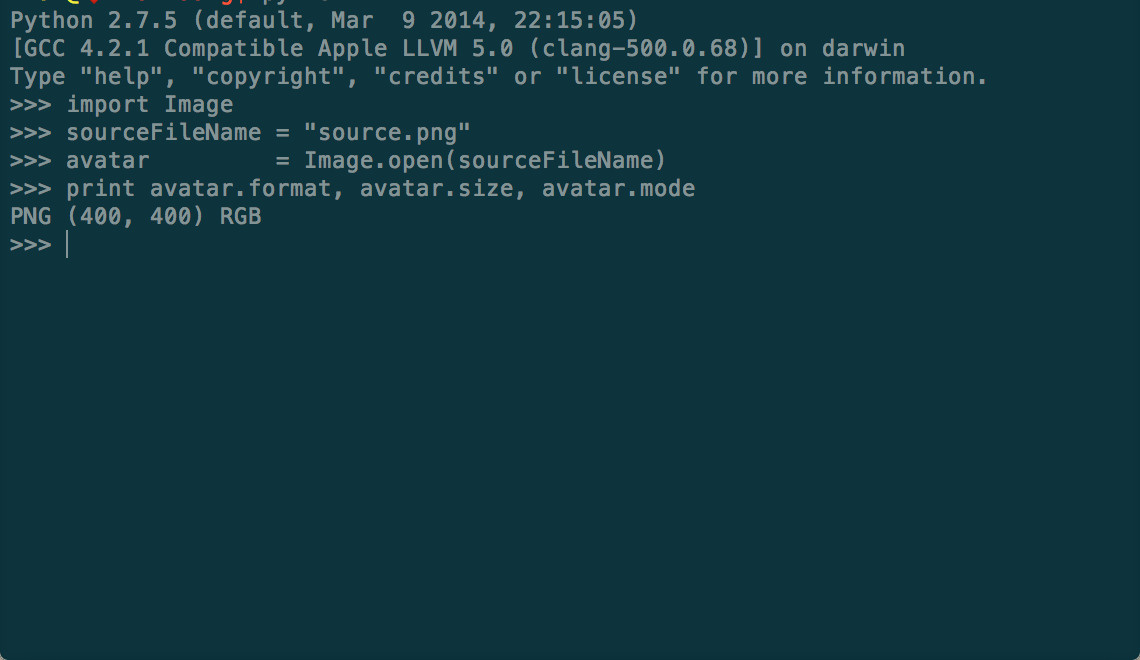 Python 2.7.5 (default, Mar  9 2014, 22:15:05)
[GCC 4.2.1 Compatible Apple LLVM 5.0 (clang-500.0.68)] on darwin
Type "help", "copyright", "credits" or "license" for more information.
>>> import Image
>>> sourceFileName = "source.png"
>>> avatar         = Image.open(sourceFileName)
>>> print avatar.format, avatar.size, avatar.mode
PNG (400, 400) RGB
>>>